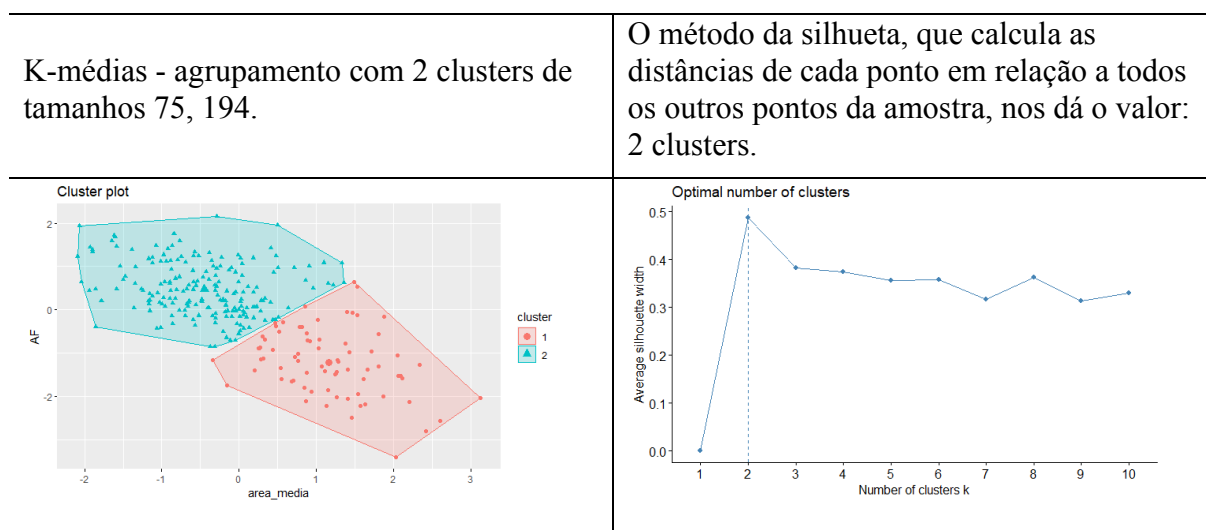 K-médias - agrupamento com 2 clusters de
tamanhos 75, 194.
O método da silhueta, que calcula as
distâncias de cada ponto em relação a todos
os outros pontos da amostra, nos dá o valor:
2 clusters.
Cluster plot
2
0
-2
AF
-2
-1
0
1
2
3
area_media
cluster
1
2
Optimal number of clusters
0.5
0.4
0.3
0.2
0.1
0.0
Average silhouette width
1
2
3
4
5
6
7
8
9
10
Number of clusters k